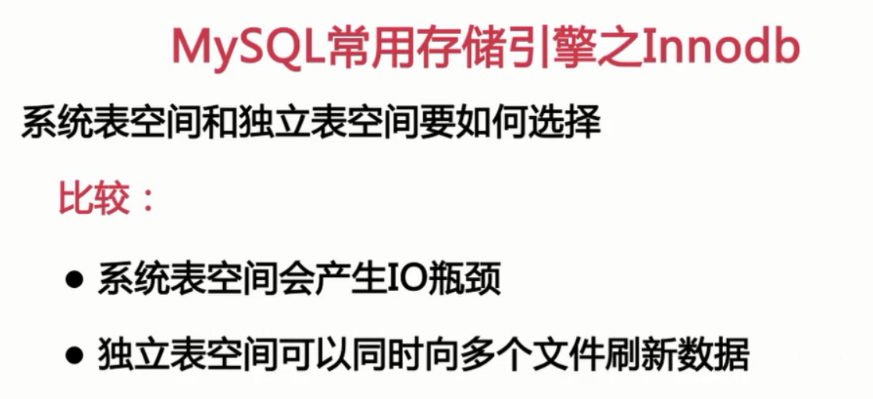 MySQL常用存储引擎之Innodb
系统表空间和独立表空间要如何选择
比较：
● 系统表空间会产生IO瓶颈
● 独立表空间可以同时向多个文件刷新数据